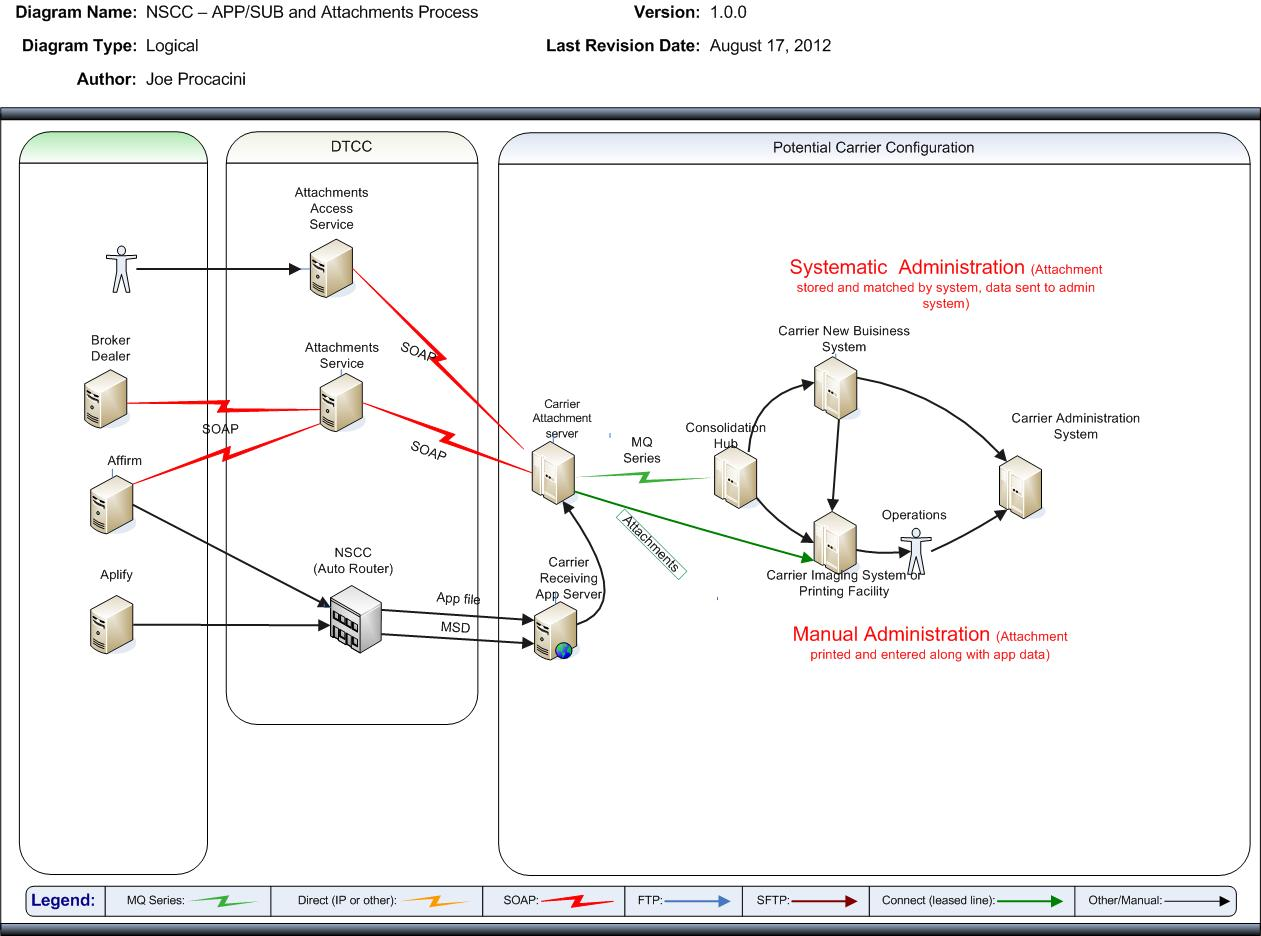 Diagram Name: NSCC – APP/SUB and Attachments Process
Version: 1.0.0
Diagram Type: Logical
Last Revision Date: August 17, 2012
Author: Joe Procacini
DTCC
Potential Carrier Configuration
Attachments
Access
Service
Systematic Administration (Attachment
stored and matched by system, data sent to admin
system)
Broker
Dealer
Attachments
Service
SOAP
Carrier New Buisiness
System
SOAP
SOAP
Carrier
Attachment
server
MQ
Series
Consolidation
Hub
Carrier Administration
System
Affirm
Attachments
Operations
NSCC
(Auto Router)
Carrier
Receiving
App Server
Carrier Imaging System or
Printing Facility
Aplify
App file
MSD
Manual Administration (Attachment
printed and entered along with app data)
Legend:
MQ Series:
Direct (IP or other):
SOAP:
FTP:
SFTP:
Connect (leased line):
Other/Manual: